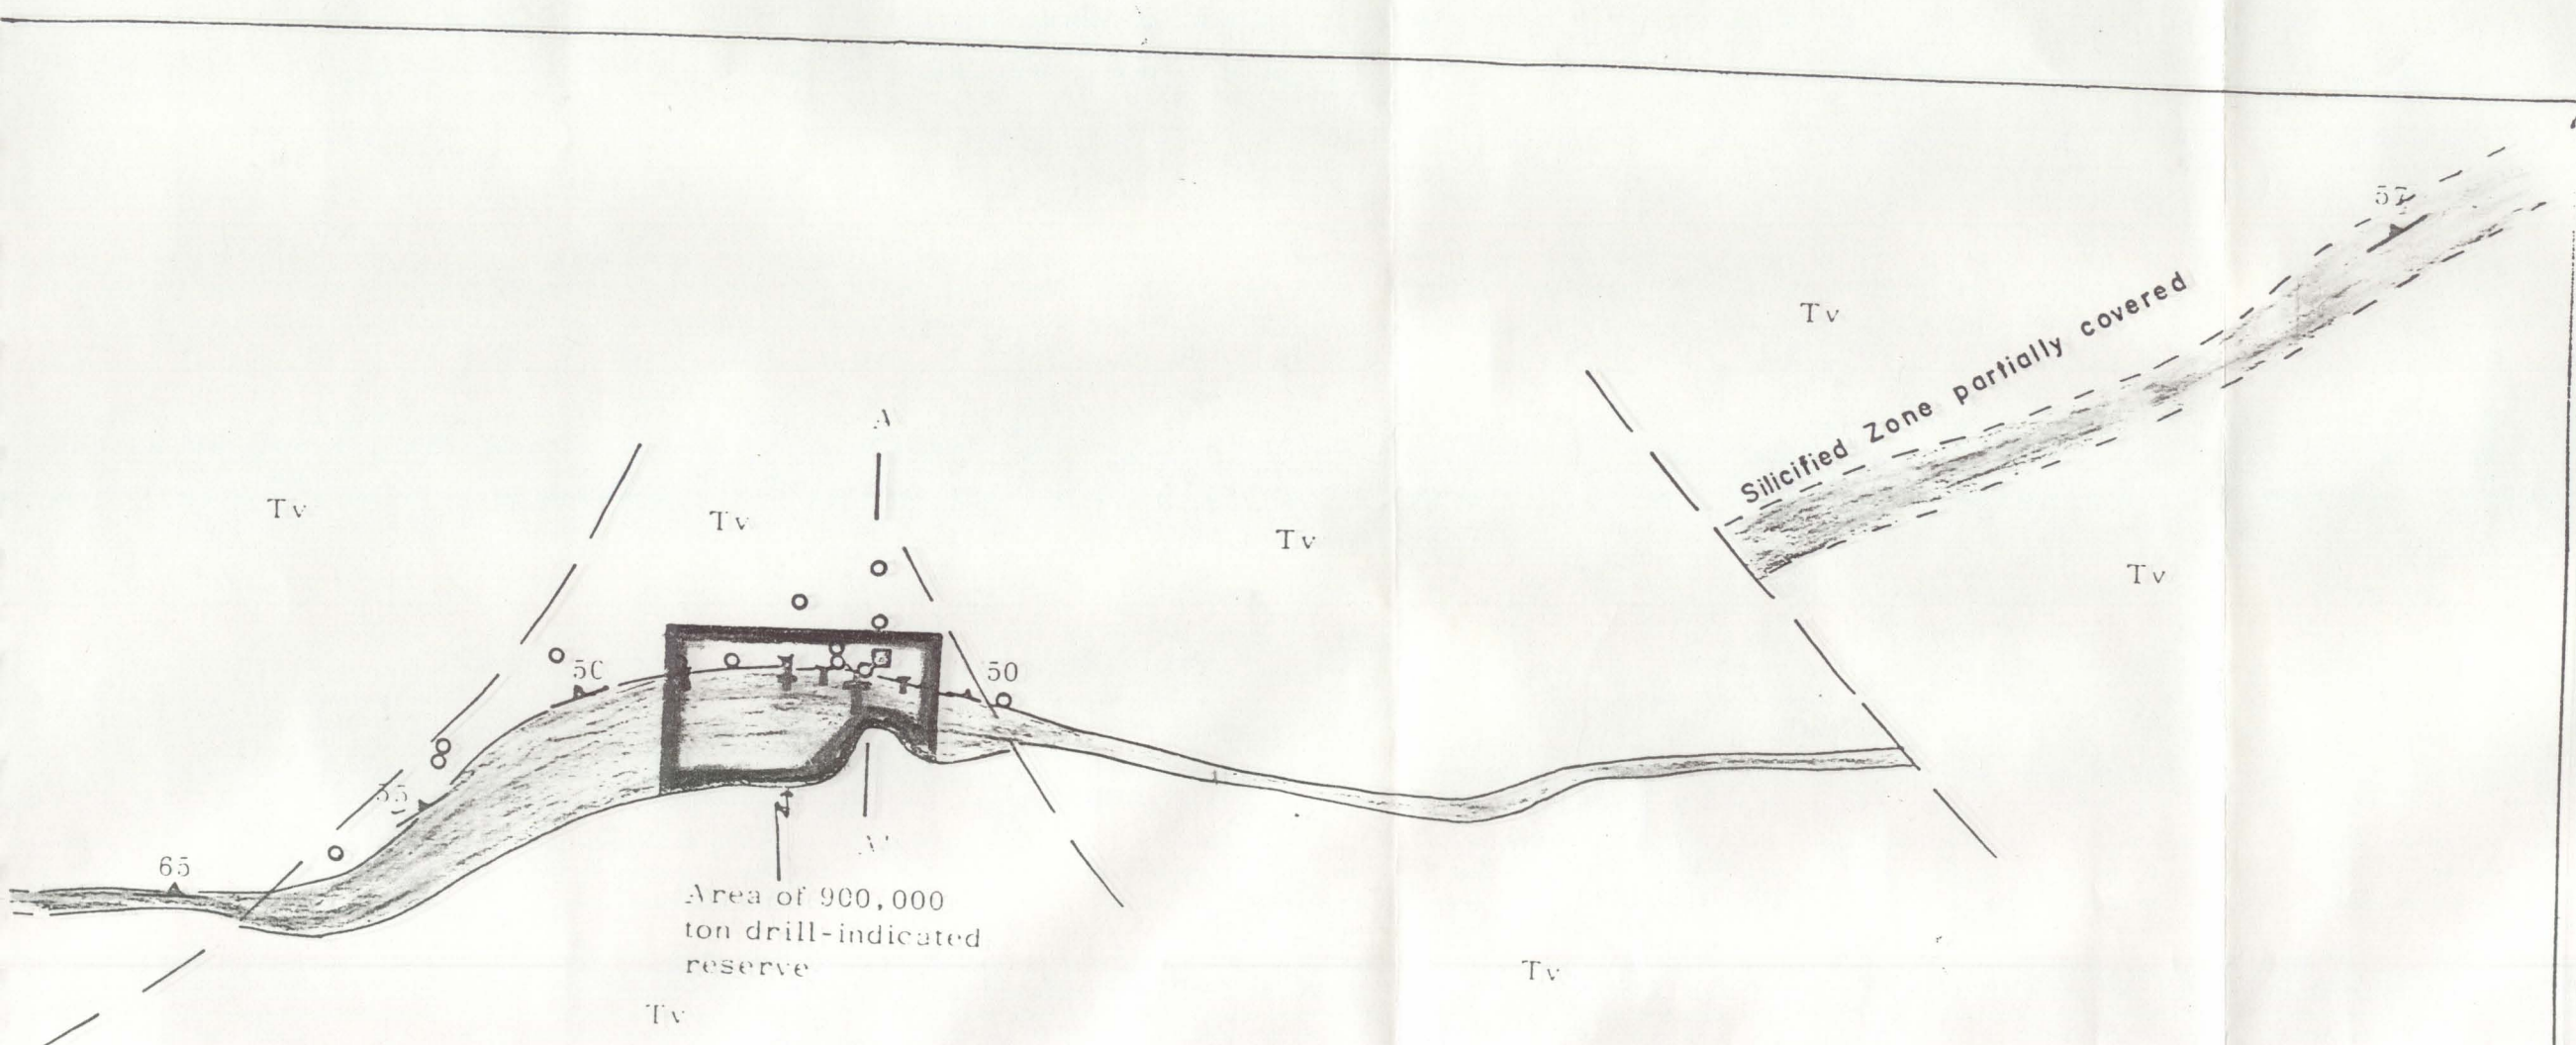 57
Tv
Silicified Zone partially covered
A
Tv
Tv
Tv
Tv
50
50
55
65
A'
Area of 900,000
ton drill-indicated
reserve
Tv
Tv